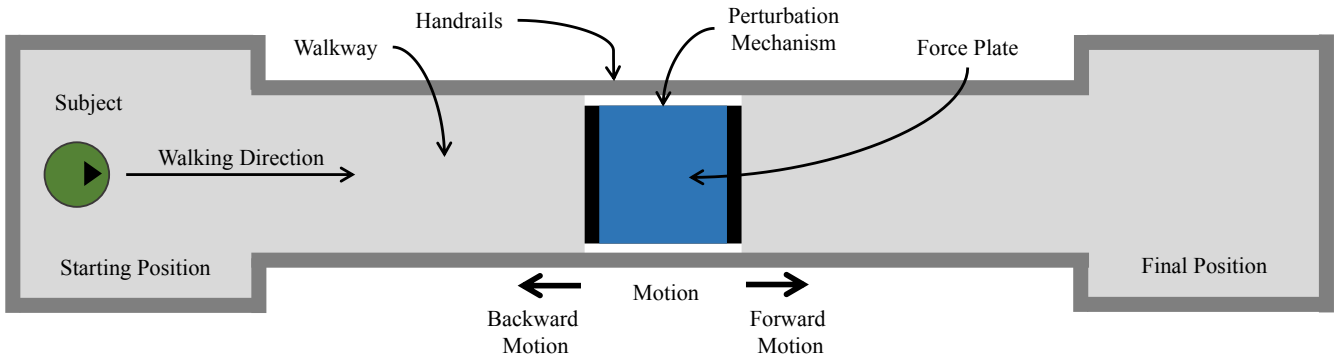 Handrails
Perturbation
Mechanism
Walkway
Force Plate
Subject
Walking Direction
Starting Position
Final Position
Motion
Backward
Motion
Forward
Motion